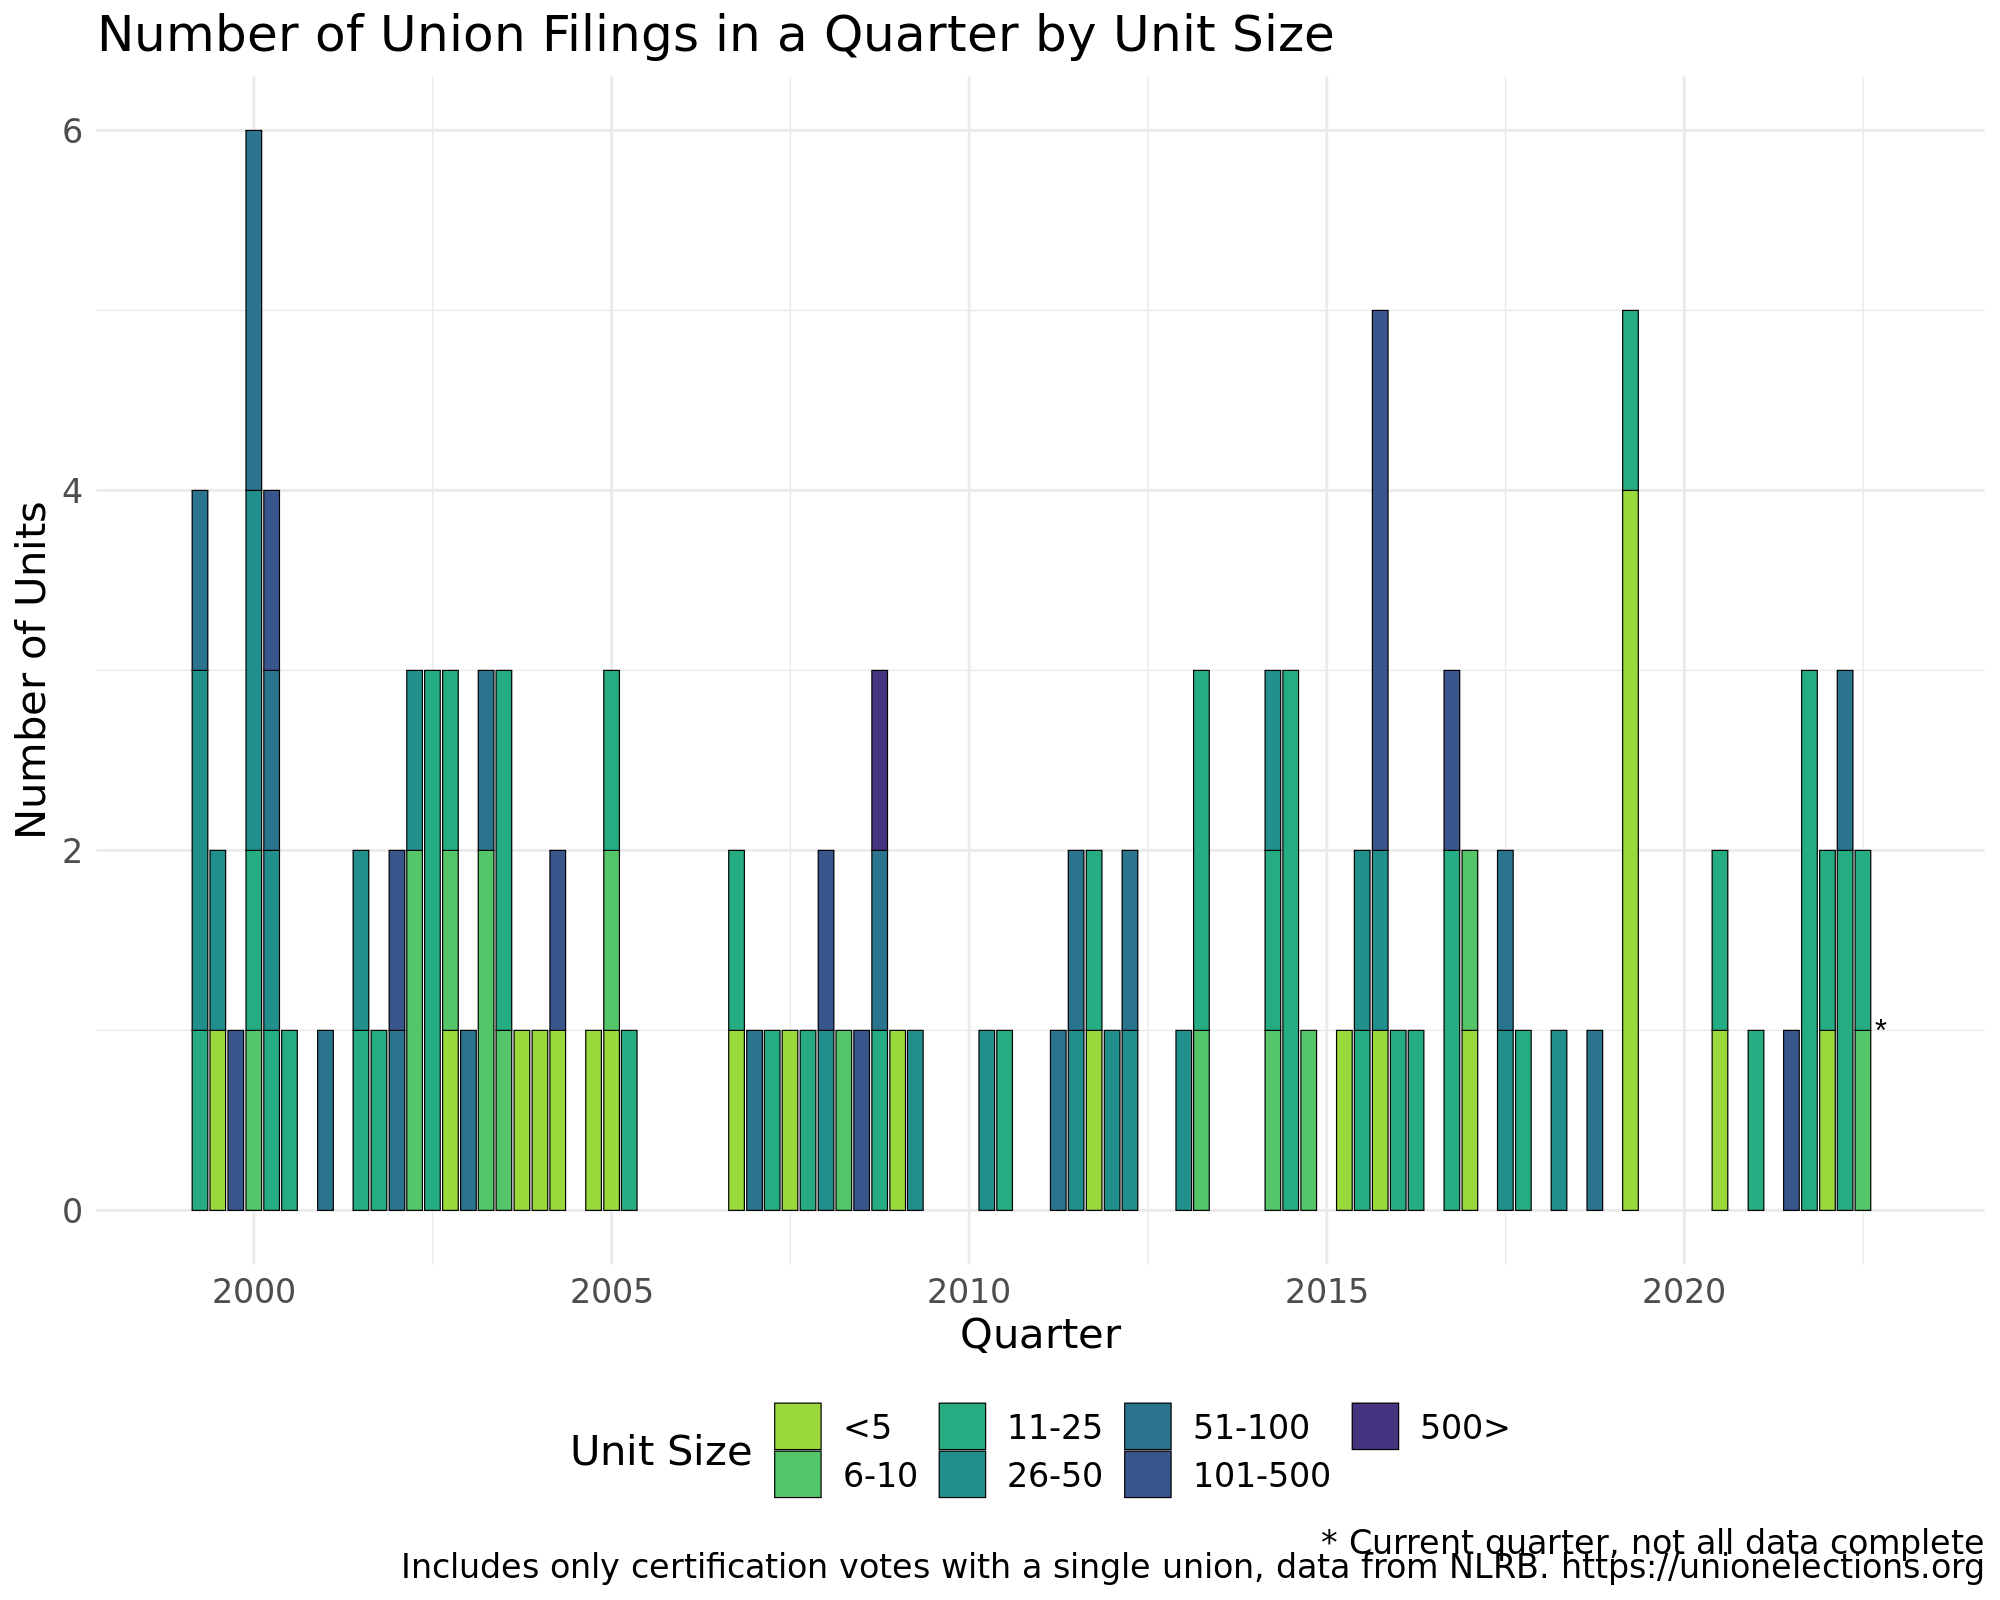 Number of Union Filings in a Quarter by Unit Size
Number of Units
6
4
2
0
*
2000 2005 2010 2015 2020
Quarter
Unit Size
<5 11-25 51-100 500>
6-10 26-50 101-500
* Current quarter, not all data complete
Includes only certification votes with a single union, data from NLRB. https://unionelections.org